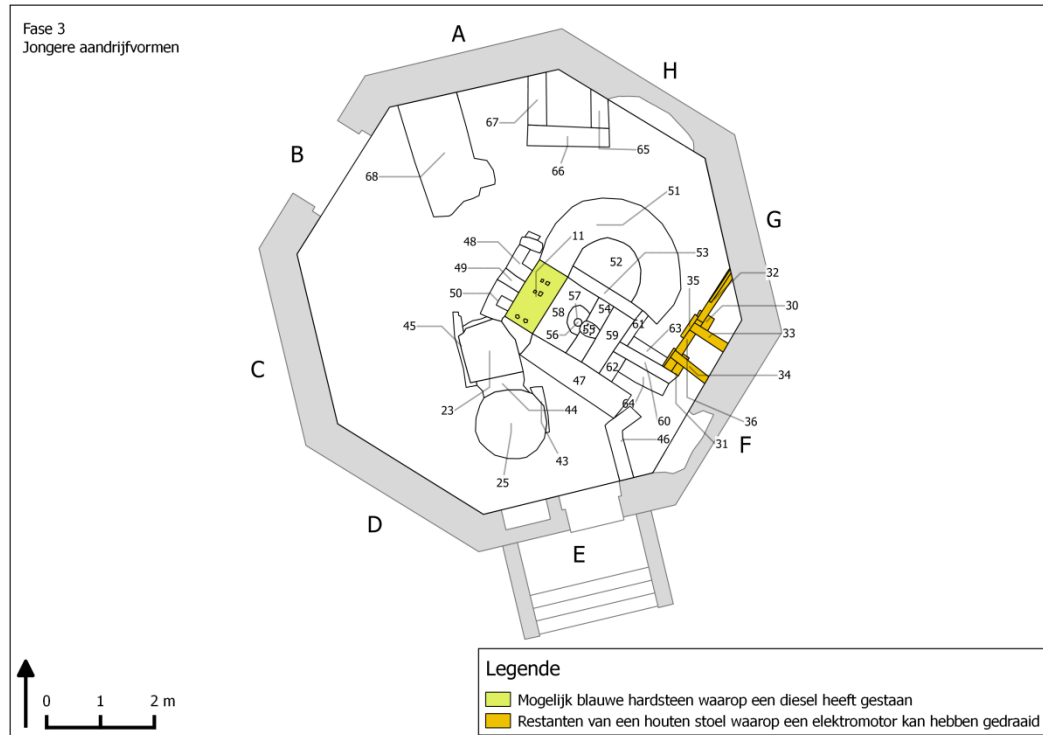 Fase 3
Jongere aandrijfvormen
A
H
B
G
C
F
D
E
67
65
66
68
51
48
11
53
49
52
50
57
35
32
54
30
58
45
55
61
63
33
56
59
34
62
47
64
23
44
60
36
46
31
43
25
0 1 2 m
Legende
Mogelijk blauwe hardsteen waarop een diesel heeft gestaan
Restanten van een houten stoel waarop een elektromotor kan hebben gedraaid